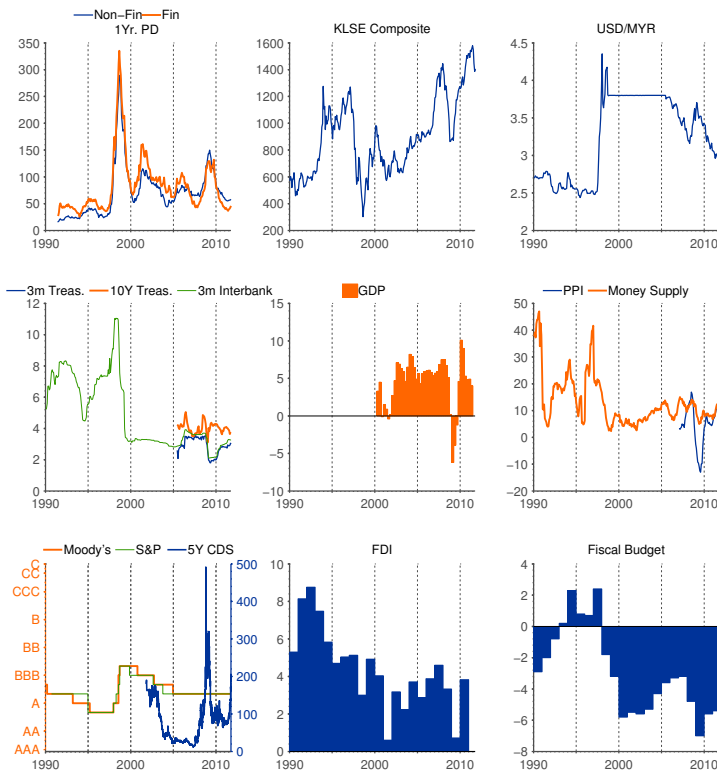 Non−Fin Fin
1Yr. PD
350
300
250
200
150
100
50
0
1990 2000 2010
KLSE Composite
1600
1400
1200
1000
800
600
400
200
1990 2000 2010
USD/MYR
4.5
4
3.5
3
2.5
2
1990 2000 2010
3m Treas. 10Y Treas. 3m Interbank
12
10
8
6
4
2
0
1990 2000 2010
GDP
15
10
5
0
−5
−10
1990 2000 2010
PPI Money Supply
50
40
30
20
10
0
−10
−20
1990 2000 2010
Moody's S&P 5Y CDS
C
CC
CCC
B
BB
BBB
A
AA
AAA
500
400
300
200
100
0
1990 2000 2010
FDI
10
8
6
4
2
0
1990 2000 2010
Fiscal Budget
4
2
0
−2
−4
−6
−8
1990 2000 2010